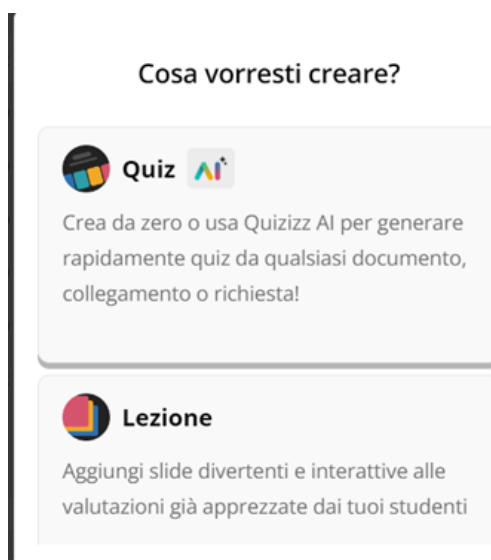 Cosa vorresti creare?
Quiz AI
Crea da zero o usa Quizizz AI per generare
rapidamente quiz da qualsiasi documento,
collegamento o richiesta!
Lezione
Aggiungi slide divertenti e interattive alle
valutazioni già apprezzate dai tuoi studenti